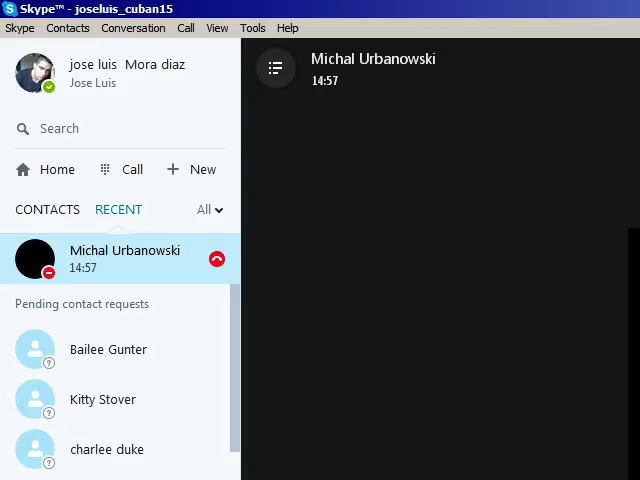 Skype™ - joseluis_cuban15
Skype Contacts Conversation Call View Tools Help
jose luis Mora diaz
Jose Luis
Search
Home Call New
CONTACTS RECENT All
Michal Urbanowski
14:57
Pending contact requests
Bailee Gunter
Kitty Stover
charlee duke
Michal Urbanowski
14:57